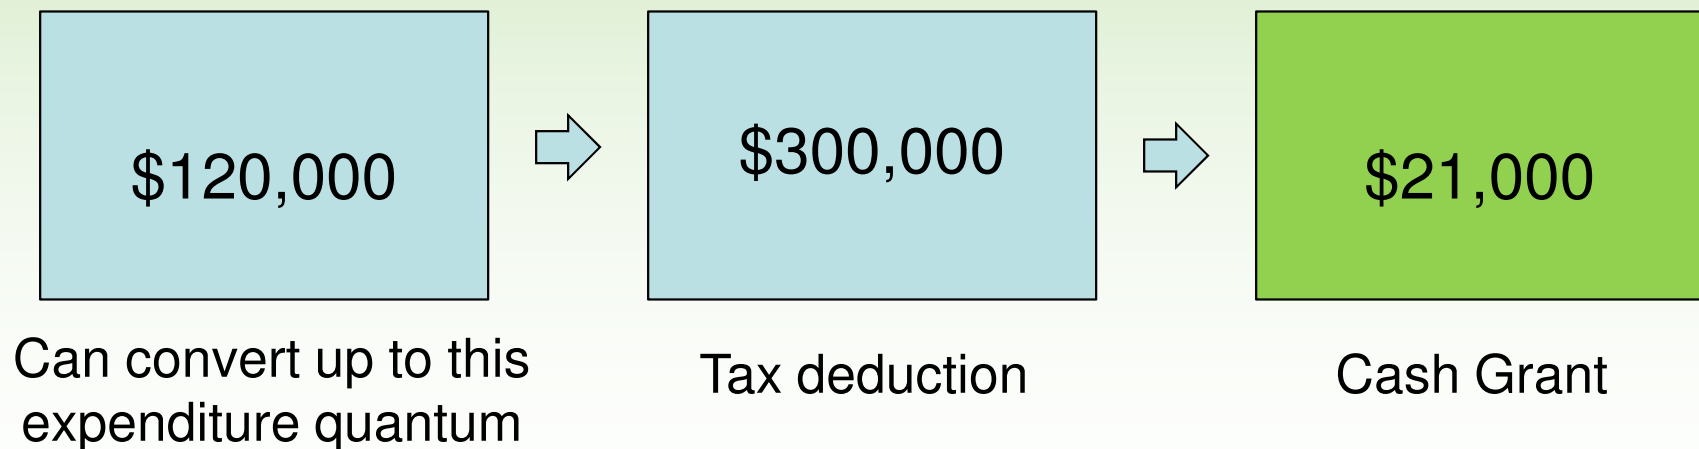 $120,000
$300,000
$21,000
Can convert up to this
expenditure quantum
Tax deduction
Cash Grant